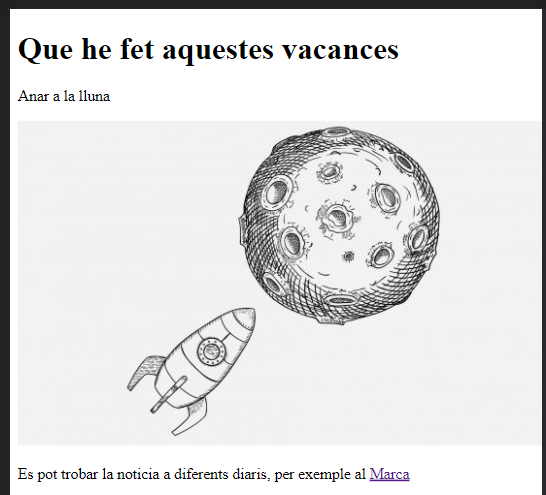 Que he fet aquestes vacances
Anar a la lluna
Es pot trobar la noticia a diferents diaris, per exemple al Marca